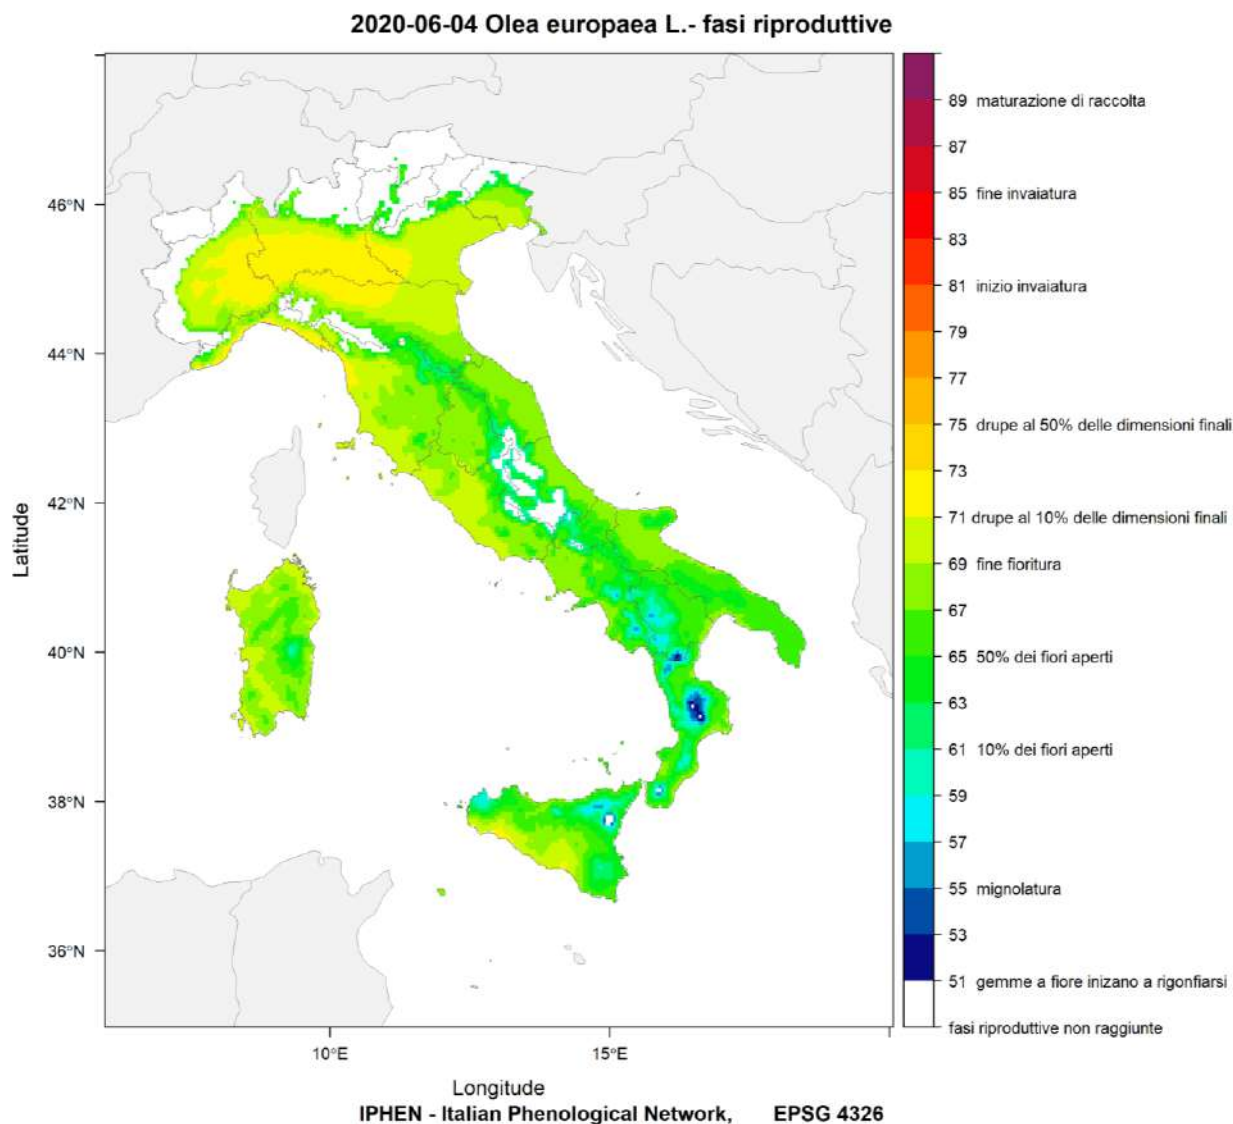 2020-06-04 Olea europaea L.- fasi riproduttive
89 maturazione di raccolta
87
85 fine invaiatura
83
81 inizio invaiatura
79
77
75 drupe al 50% delle dimensioni finali
73
71 drupe al 10% delle dimensioni finali
69 fine fioritura
67
65 50% dei fiori aperti
63
61 10% dei fiori aperti
59
57
55 mignolatura
53
51 gemme a fiore inizano a rigonfiarsi
fasi riproduttive non raggiunte
46°N
44°N
42°N
40°N
38°N
36°N
Latitude
10°E 15°E
Longitude
IPHEN - Italian Phenological Network, EPSG 4326